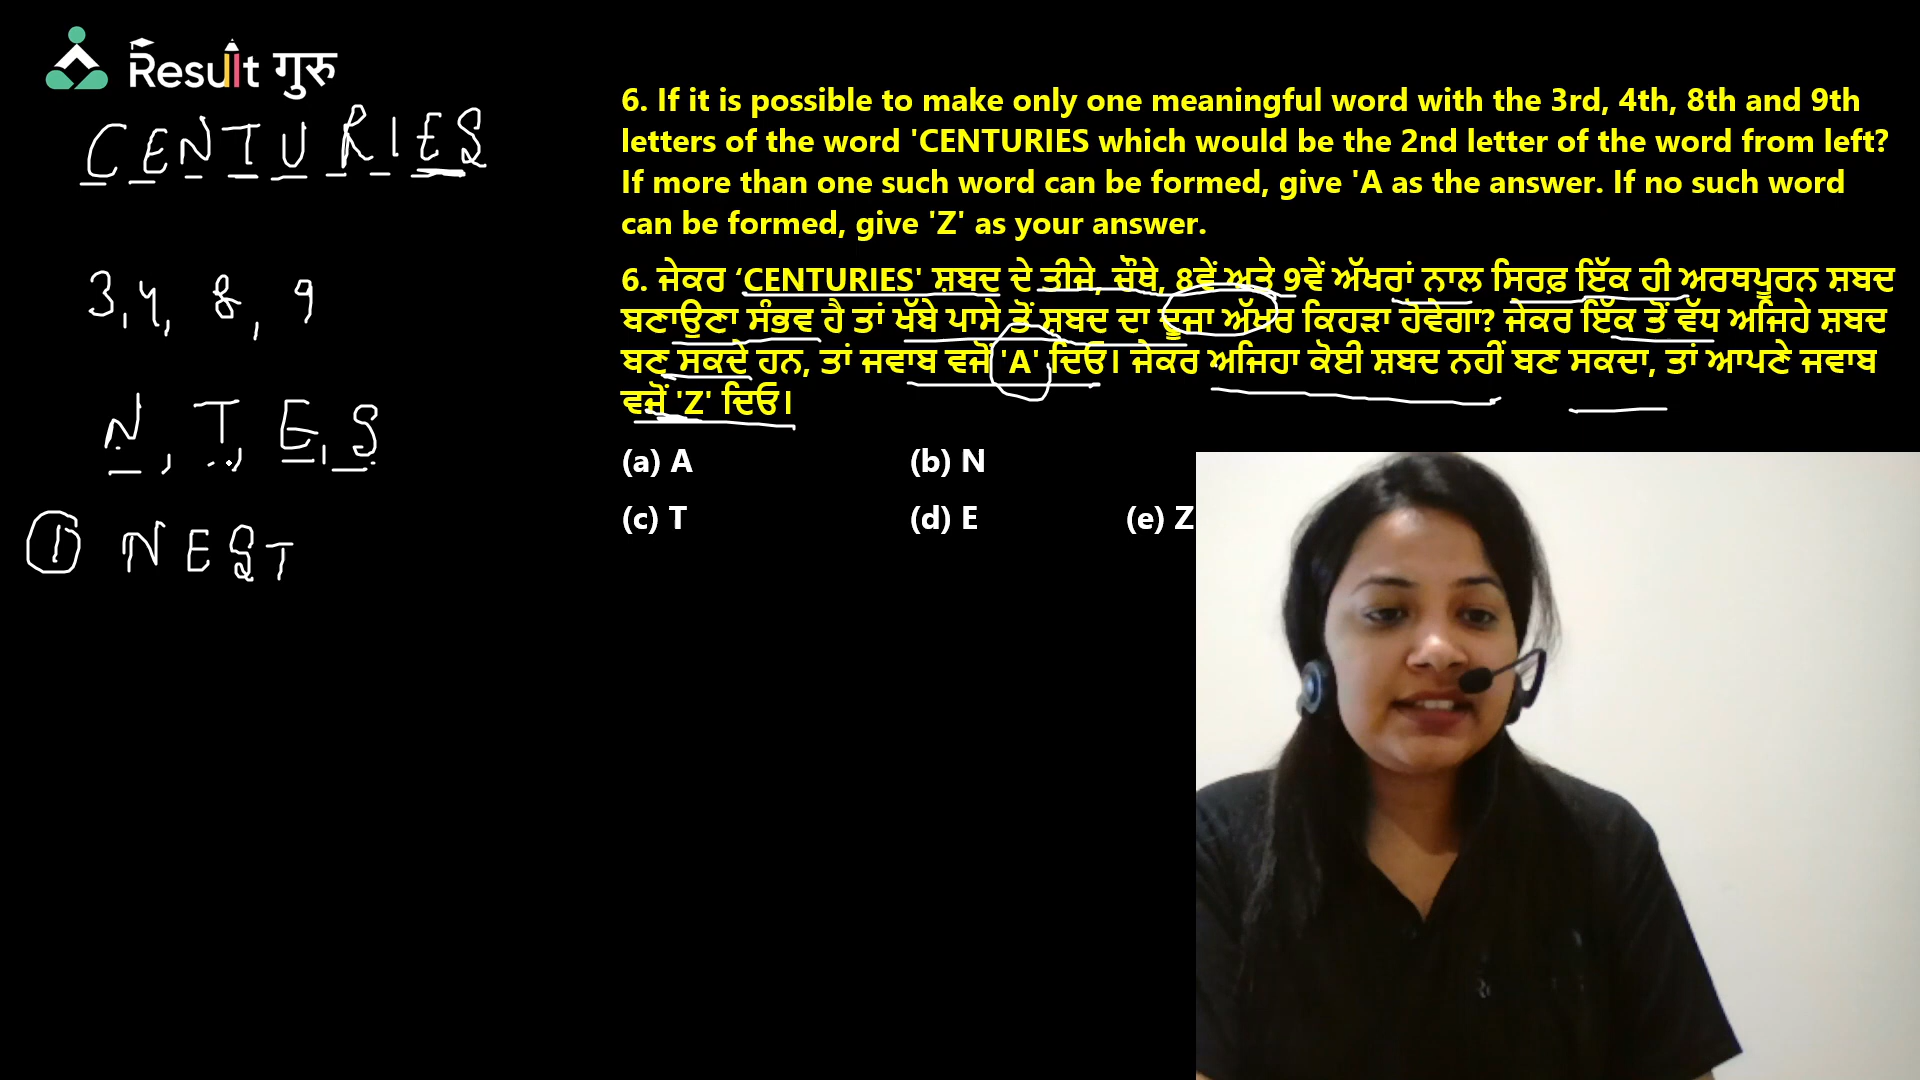 Result गुरु
CENTURIES
3, 4, 8, 9
N, T, E, S
① NEST
6. If it is possible to make only one meaningful word with the 3rd, 4th, 8th and 9th
letters of the word 'CENTURIES which would be the 2nd letter of the word from left?
If more than one such word can be formed, give 'A as the answer. If no such word
can be formed, give 'Z' as your answer.
6. ਜੇਕਰ ‘CENTURIES' ਸ਼ਬਦ ਦੇ ਤੀਜੇ, ਚੌਥੇ, 8ਵੇਂ ਅਤੇ 9ਵੇਂ ਅੱਖਰਾਂ ਨਾਲ ਸਿਰਫ਼ ਇੱਕ ਹੀ ਅਰਥਪੂਰਨ ਸ਼ਬਦ
ਬਣਾਉਣਾ ਸੰਭਵ ਹੈ ਤਾਂ ਖੱਬੇ ਪਾਸੇ ਤੋਂ ਸ਼ਬਦ ਦਾ ਦੂਜਾ ਅੱਖਰ ਕਿਹੜਾ ਹੋਵੇਗਾ? ਜੇਕਰ ਇੱਕ ਤੋਂ ਵੱਧ ਅਜਿਹੇ ਸ਼ਬਦ
ਬਣ ਸਕਦੇ ਹਨ, ਤਾਂ ਜਵਾਬ ਵਜੋਂ 'A' ਦਿਓ। ਜੇਕਰ ਅਜਿਹਾ ਕੋਈ ਸ਼ਬਦ ਨਹੀਂ ਬਣ ਸਕਦਾ, ਤਾਂ ਆਪਣੇ ਜਵਾਬ
ਵਜੋਂ 'Z' ਦਿਓ।
(a) A (b) N
(c) T (d) E (e) Z